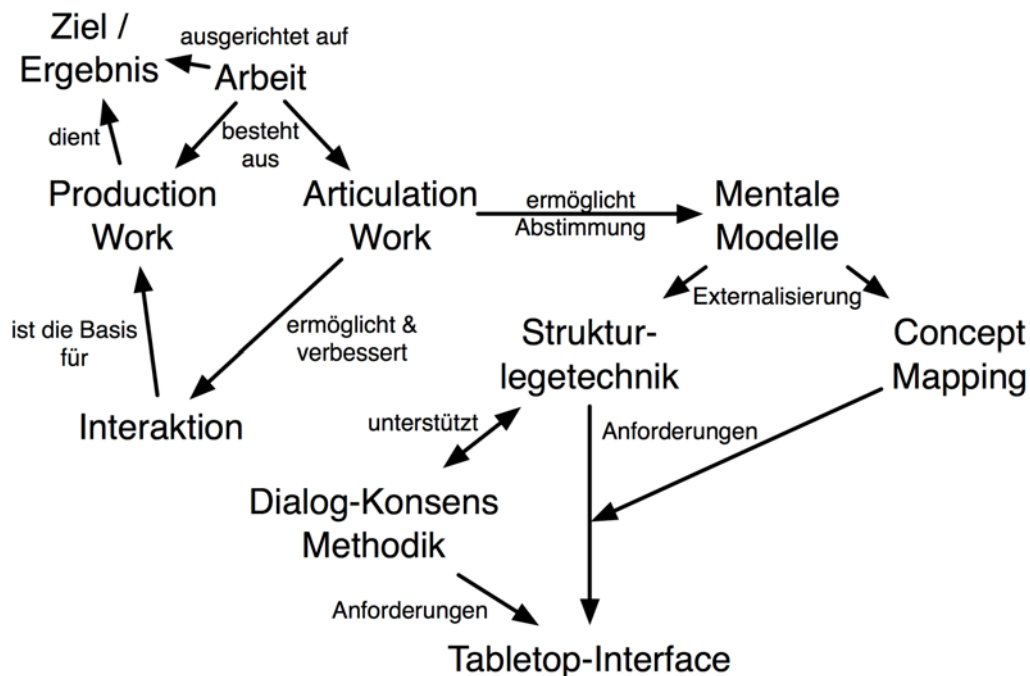 Ziel /
Ergebnis
ausgerichtet auf
Arbeit
dient
besteht
aus
Production
Work
Articulation
Work
ermöglicht
Abstimmung
Mentale
Modelle
Externalisierung
ist die Basis
für
ermöglicht &
verbessert
Struktur-
legetechnik
Concept
Mapping
Interaktion
unterstützt
Anforderungen
Dialog-Konsens
Methodik
Anforderungen
Tabletop-Interface